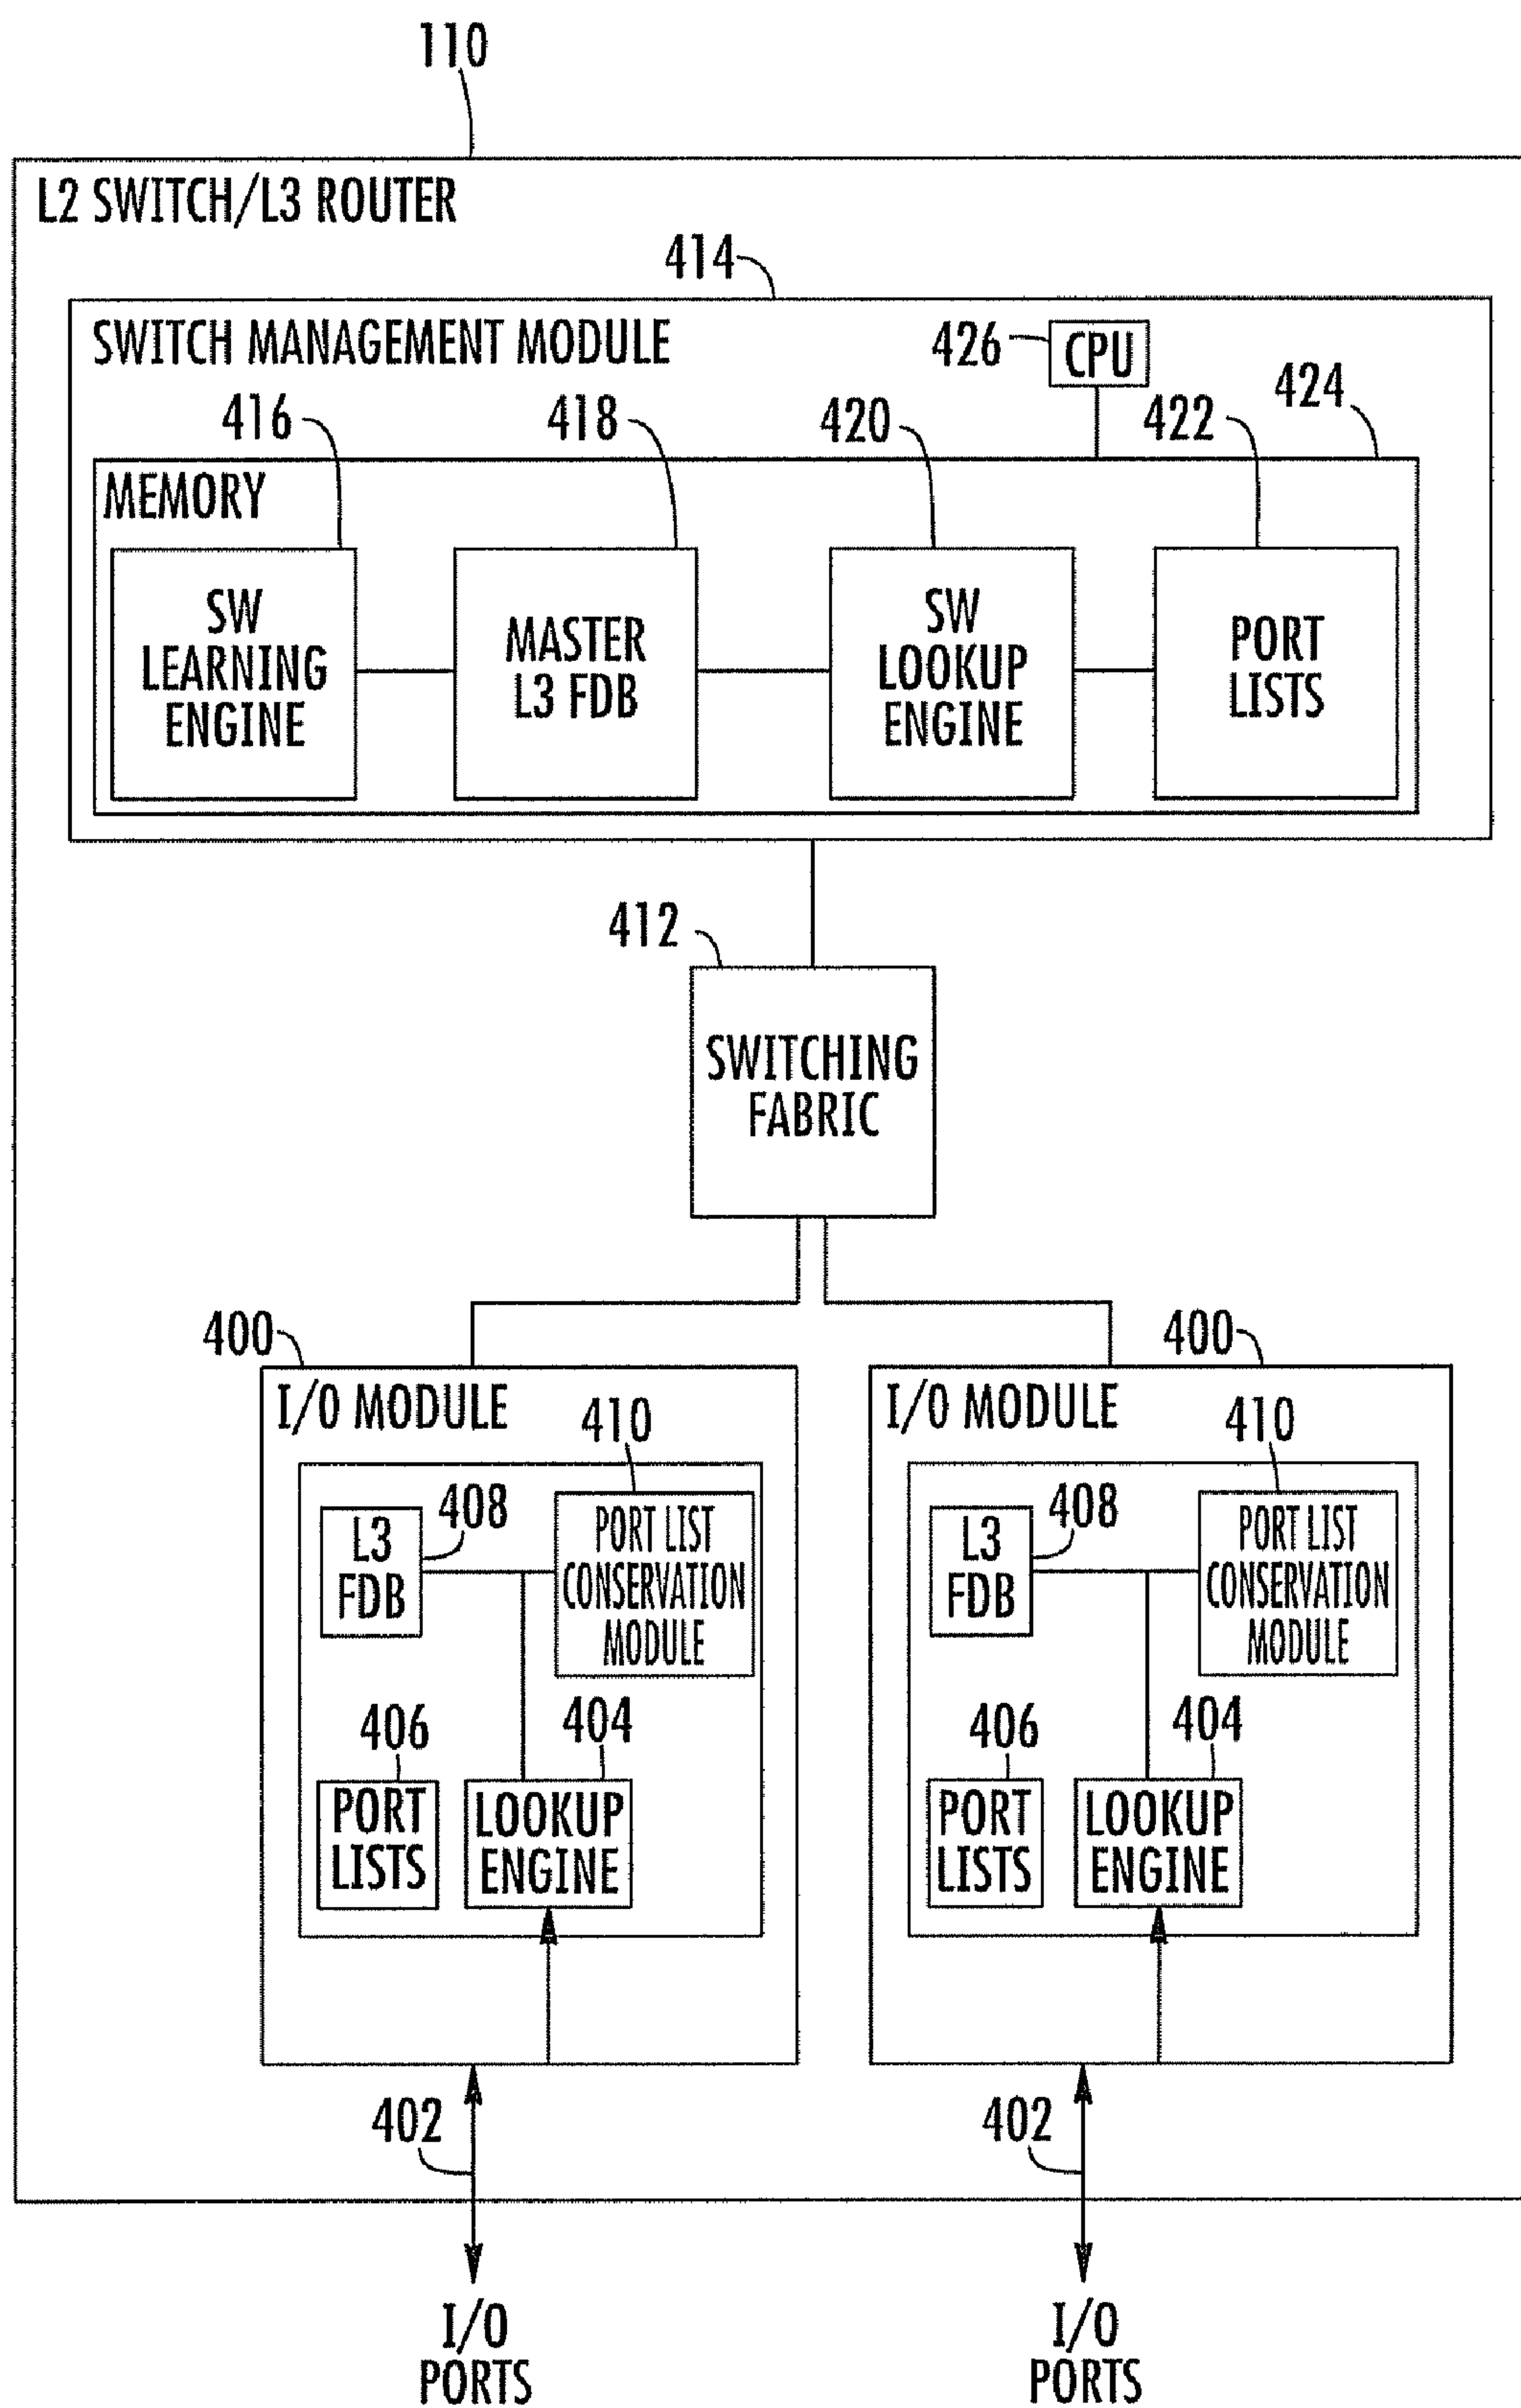 110
L2 SWITCH/L3 ROUTER
414
SWITCH MANAGEMENT MODULE
426
CPU
424
416
418
420
422
MEMORY
SW
LEARNING
ENGINE
MASTER
L3 FDB
SW
LOOKUP
ENGINE
PORT
LISTS
412
SWITCHING
FABRIC
400
I/O MODULE
410
408
L3
FDB
PORT LIST
CONSERVATION
MODULE
406
404
PORT
LISTS
LOOKUP
ENGINE
402
I/O
PORTS
400
I/O MODULE
410
408
L3
FDB
PORT LIST
CONSERVATION
MODULE
406
404
PORT
LISTS
LOOKUP
ENGINE
402
I/O
PORTS